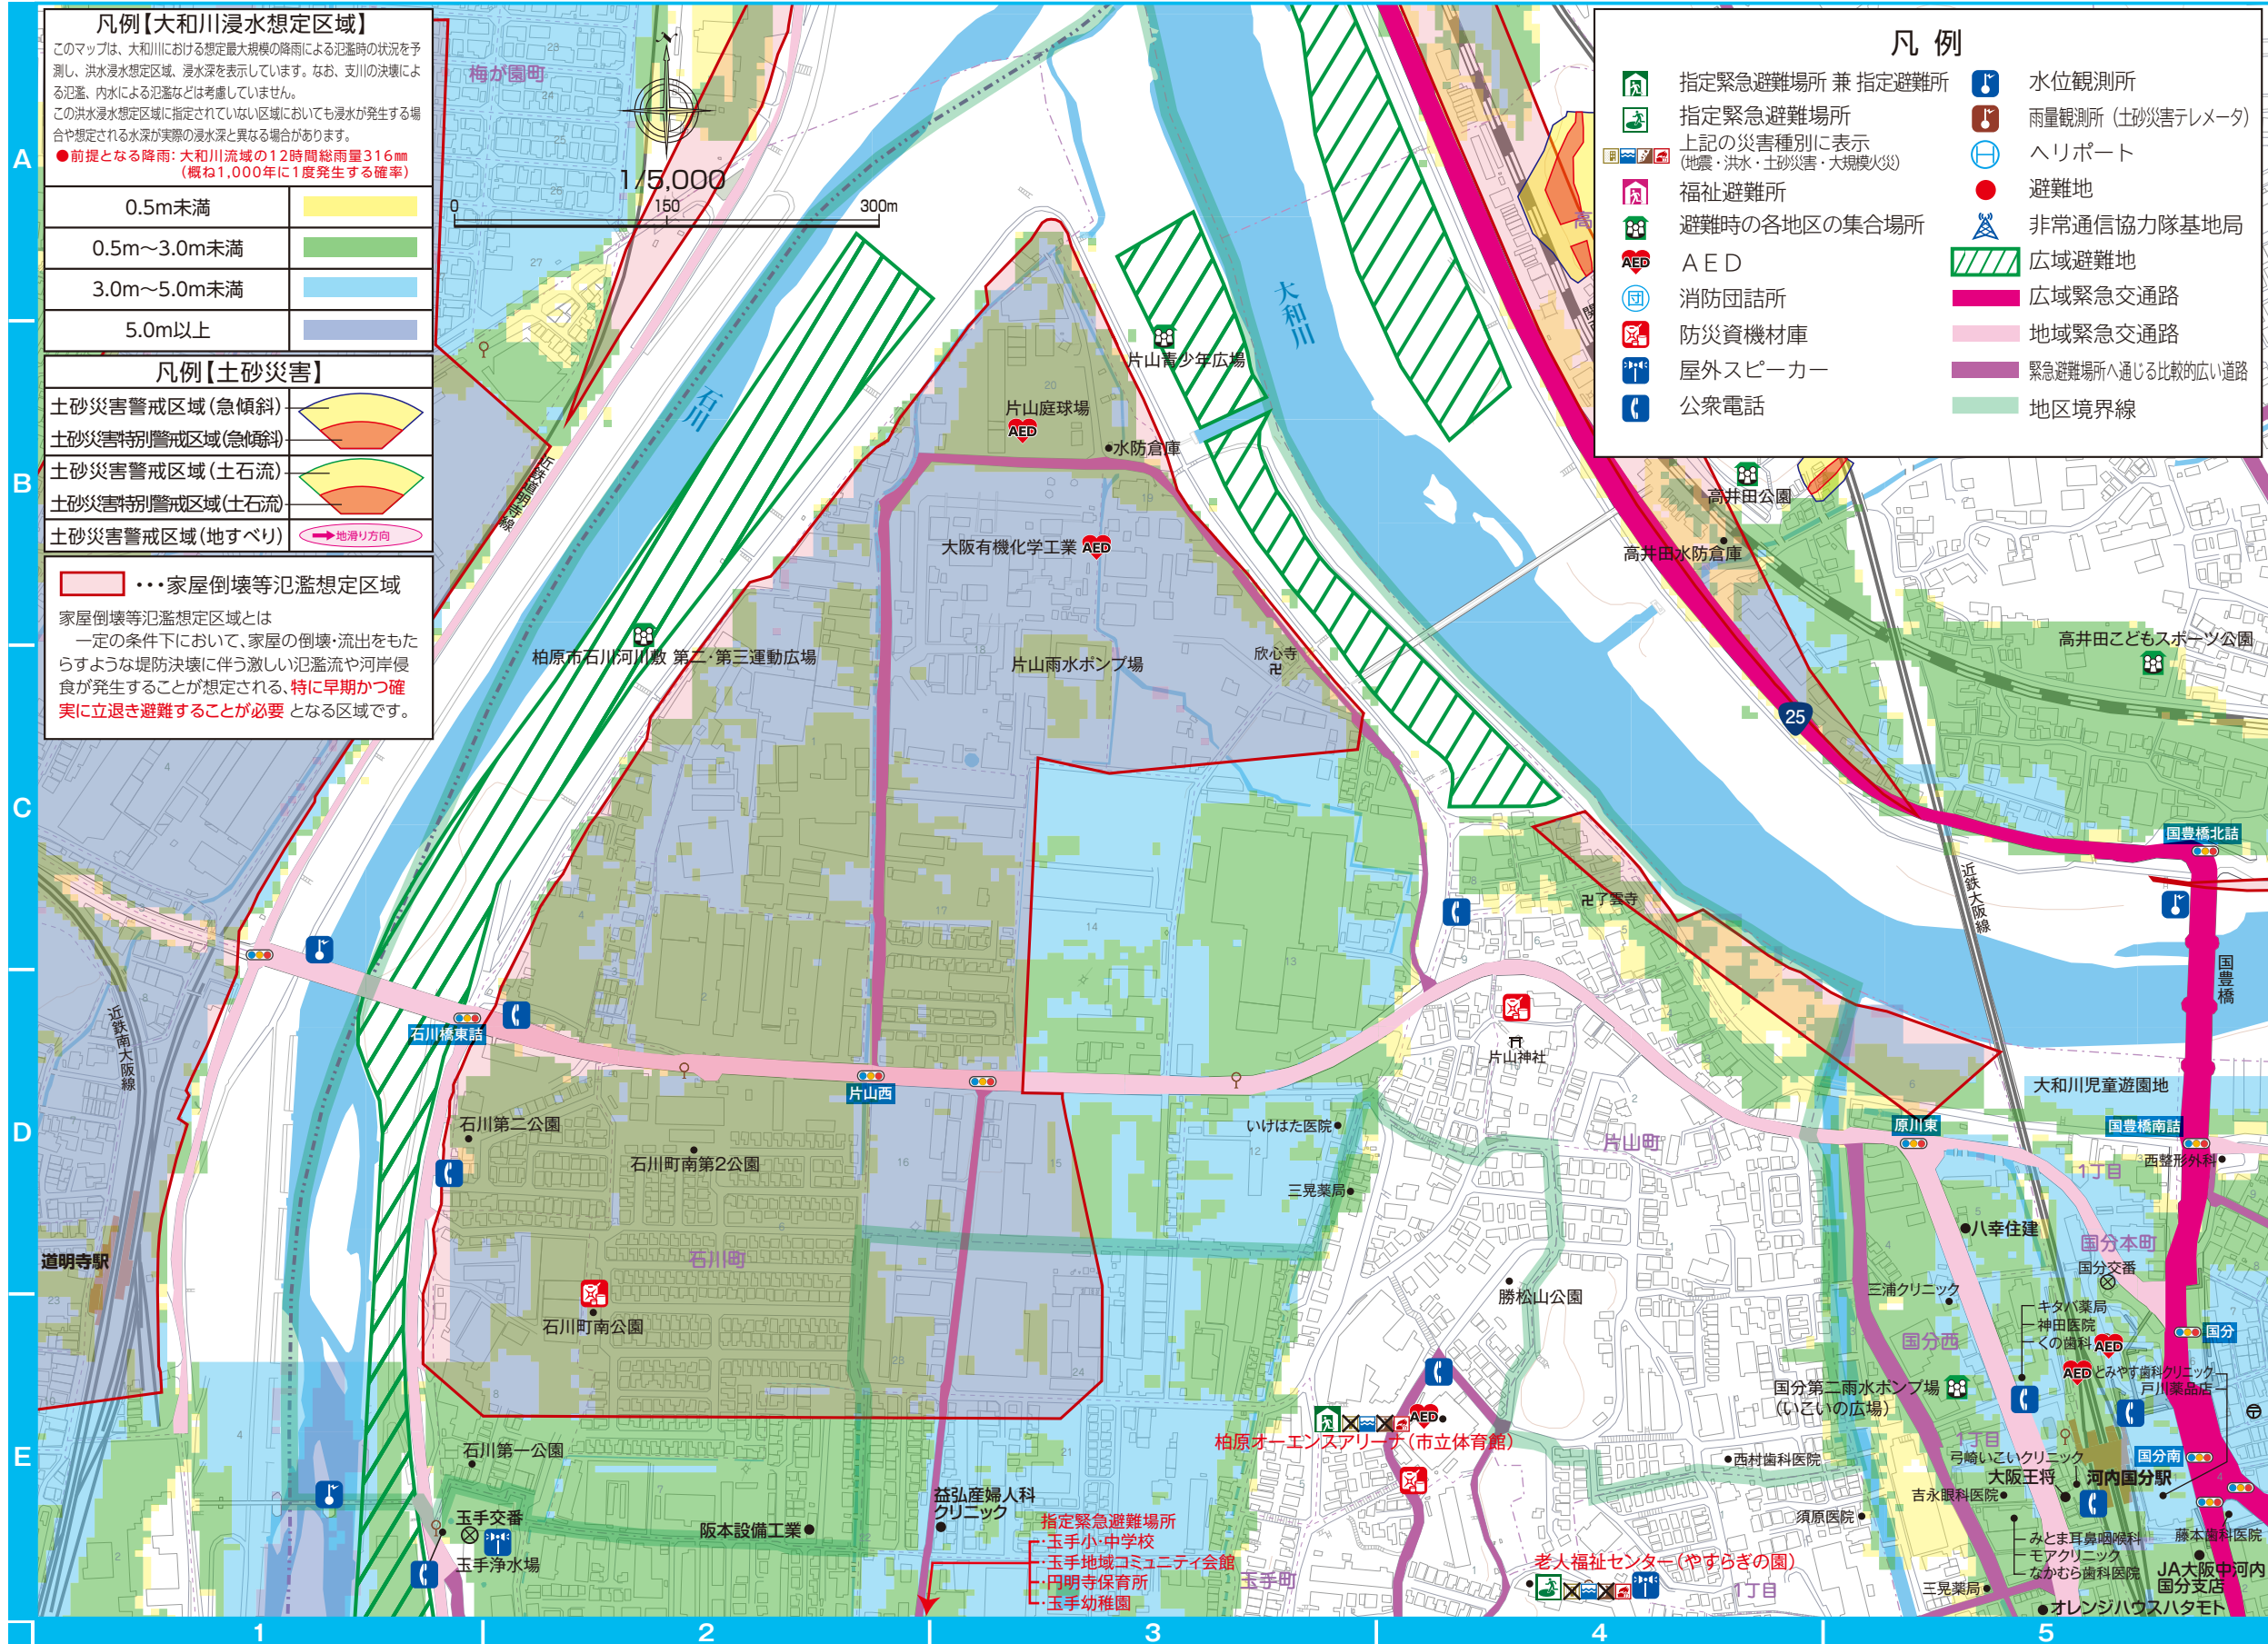 凡例【大和川浸水想定区域】
このマップは、大和川における想定最大規模の降雨による氾濫時の状況を予
測し、洪水浸水想定区域、浸水深を表示しています。なお、支川の決壊によ
る氾濫、内水による氾濫などは考慮していません。
この洪水浸水想定区域に指定されていない区域においても浸水が発生する場
合や想定される水深が実際の浸水深と異なる場合があります。
●前提となる降雨：大和川流域の12時間総雨量316㎜
（概ね1,000年に1度発生する確率）
0.5m未満
0.5m～3.0m未満
3.0m～5.0m未満
5.0m以上
凡例【土砂災害】
土砂災害警戒区域(急傾斜)
土砂災害特別警戒区域(急傾斜)
土砂災害警戒区域(土石流)
土砂災害特別警戒区域(土石流)
土砂災害警戒区域(地すべり)
地滑り方向
･･･家屋倒壊等氾濫想定区域
家屋倒壊等氾濫想定区域とは
一定の条件下において、家屋の倒壊･流出をもた
らすような堤防決壊に伴う激しい氾濫流や河岸侵
食が発生することが想定される、特に早期かつ確
実に立退き避難することが必要 となる区域です。
凡 例
指定緊急避難場所 兼 指定避難所
指定緊急避難場所
上記の災害種別に表示
(地震・洪水・土砂災害・大規模火災)
福祉避難所
避難時の各地区の集合場所
AED
ＡＥＤ
団
消防団詰所
防災資機材庫
屋外スピーカー
公衆電話
水位観測所
雨量観測所（土砂災害テレメータ）
ヘリポート
避難地
非常通信協力隊基地局
広域避難地
広域緊急交通路
地域緊急交通路
緊急避難場所へ通じる比較的広い道路
地区境界線
1/5,000
0
150
300m
A
B
C
D
E
1
2
3
4
5
梅が園町
23
24
25
26
27
石川
大和川
近鉄道明寺線
片山青少年広場
20
片山庭球場
AED
水防倉庫
19
大阪有機化学工業
AED
柏原市石川河川敷 第二･第三運動広場
18
片山雨水ポンプ場
欣心寺
高井田公園
高井田水防倉庫
高井田こどもスポーツ公園
25
国豊橋北詰
近鉄大阪線
国豊橋
了雲寺
17
14
13
石川橋東詰
近鉄南大阪線
片山西
片山神社
石川第二公園
石川町南第2公園
16
15
12
いけはた医院
三晃薬局
片山町
原川東
大和川児童遊園地
国豊橋南詰
西整形外科
1丁目
八幸住建
国分本町
国分交番
道明寺駅
石川町
石川町南公園
勝松山公園
三浦クリニック
キタバ薬局
神田医院
くの歯科
AED
国分
国分西
AED
とみやす歯科クリニック
戸川薬品店
国分第二雨水ポンプ場
(いこいの広場)
AED
柏原オーエンスアリーナ(市立体育館)
西村歯科医院
1丁目
弓崎いこいクリニック
国分南
大阪王将
河内国分駅
吉永眼科医院
須原医院
石川第一公園
玉手交番
玉手浄水場
阪本設備工業
益弘産婦人科
クリニック
指定緊急避難場所
・玉手小・中学校
・玉手地域コミュニティ会館
・円明寺保育所
・玉手幼稚園
玉手町
老人福祉センター(やすらぎの園)
1丁目
みとま耳鼻咽喉科
モアクリニック
なかむら歯科医院
三晃薬局
藤本歯科医院
JA大阪中河内
国分支店
オレンジハウスハタモト